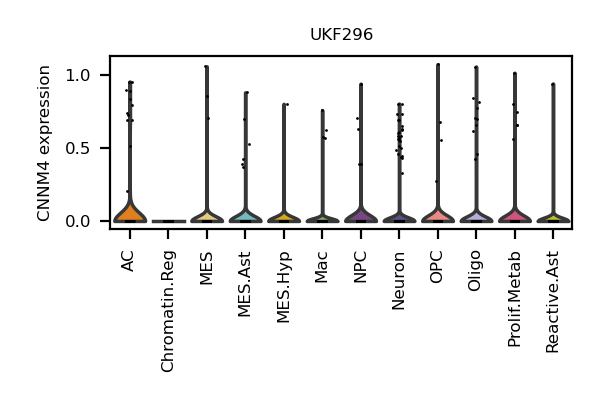 UKF296
CNNM4 expression
1.0
0.5
0.0
AC
Chromatin.Reg
MES
MES.Ast
MES.Hyp
Mac
NPC
Neuron
OPC
Oligo
Prolif.Metab
Reactive.Ast